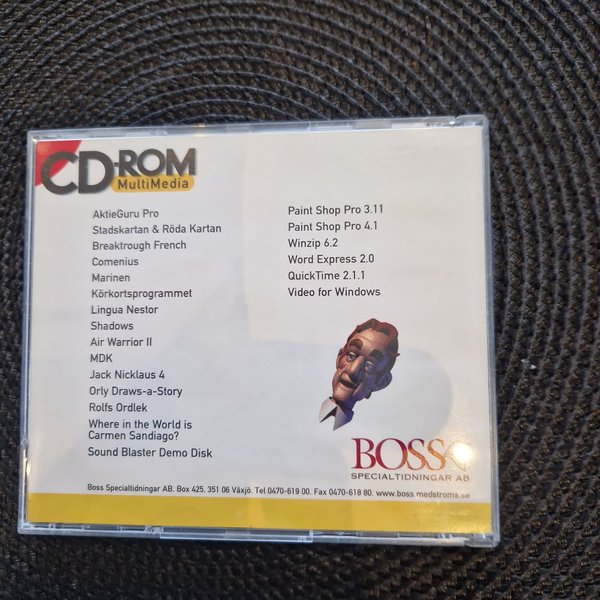 CD-ROM
MultiMedia
AktieGuru Pro
Stadskartan & Röda Kartan
Breaktrough French
Comenius
Marinen
Körkortsprogrammet
Lingua Nestor
Shadows
Air Warrior II
MDK
Jack Nicklaus 4
Orly Draws-a-Story
Rolfs Ordlek
Where in the World is
Carmen Sandiago?
Sound Blaster Demo Disk
Paint Shop Pro 3.11
Paint Shop Pro 4.1
Winzip 6.2
Word Express 2.0
QuickTime 2.1.1
Video for Windows
BOSS
SPECIALTIDNINGAR AB
Boss Specialtidningar AB. Box 425. 351 06 Växjö. Tel 0470-619 00. Fax 0470-618 80. www.boss.medstroms.se